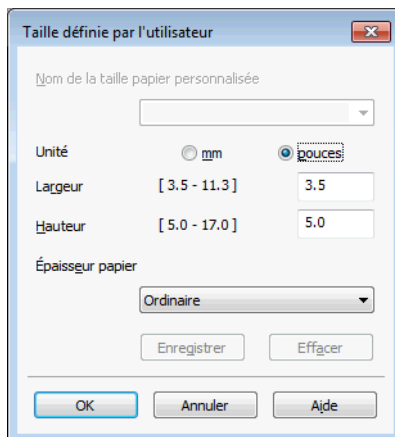 Taille définie par l'utilisateur
Nom de la taille papier personnalisée
Unité mm pouces
Largeur [ 3.5 - 11.3 ] 3.5
Hauteur [ 5.0 - 17.0 ] 5.0
Épaisseur papier
Ordinaire
Enregistrer Effacer
OK Annuler Aide